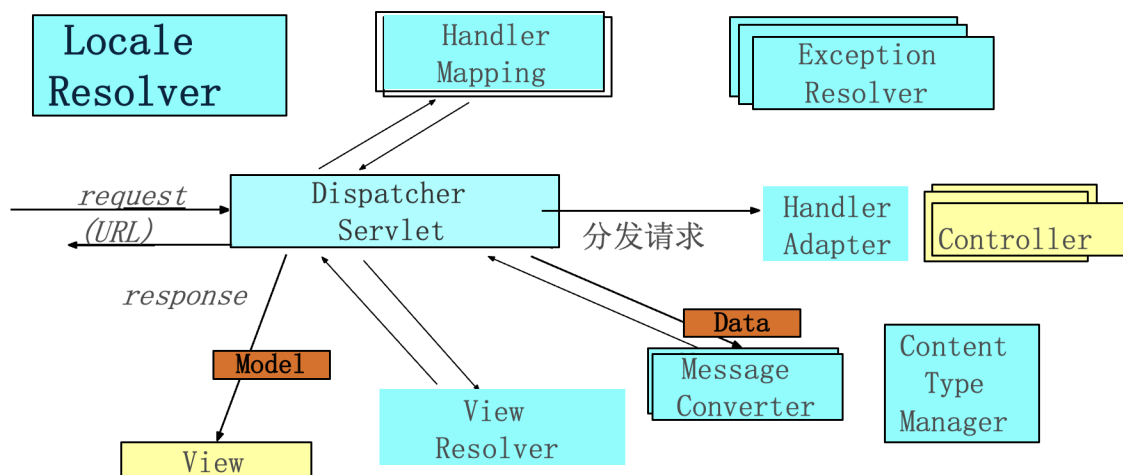 Locale
Resolver
Handler
Mapping
Exception
Resolver
request
(URL)
response
Dispatcher
Servlet
分发请求
Handler
Adapter
Controller
Model
View
View
Resolver
Data
Message
Converter
Content
Type
Manager